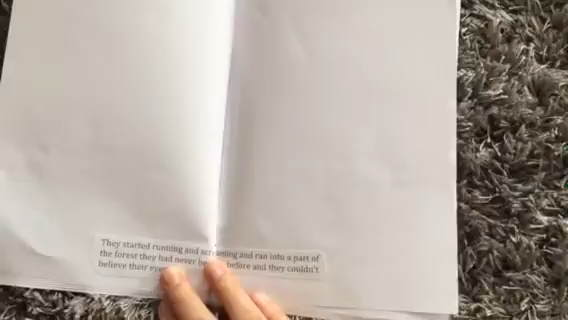 They started running and screaming and ran into a part of
the forest they had never before and they couldn't
believe their